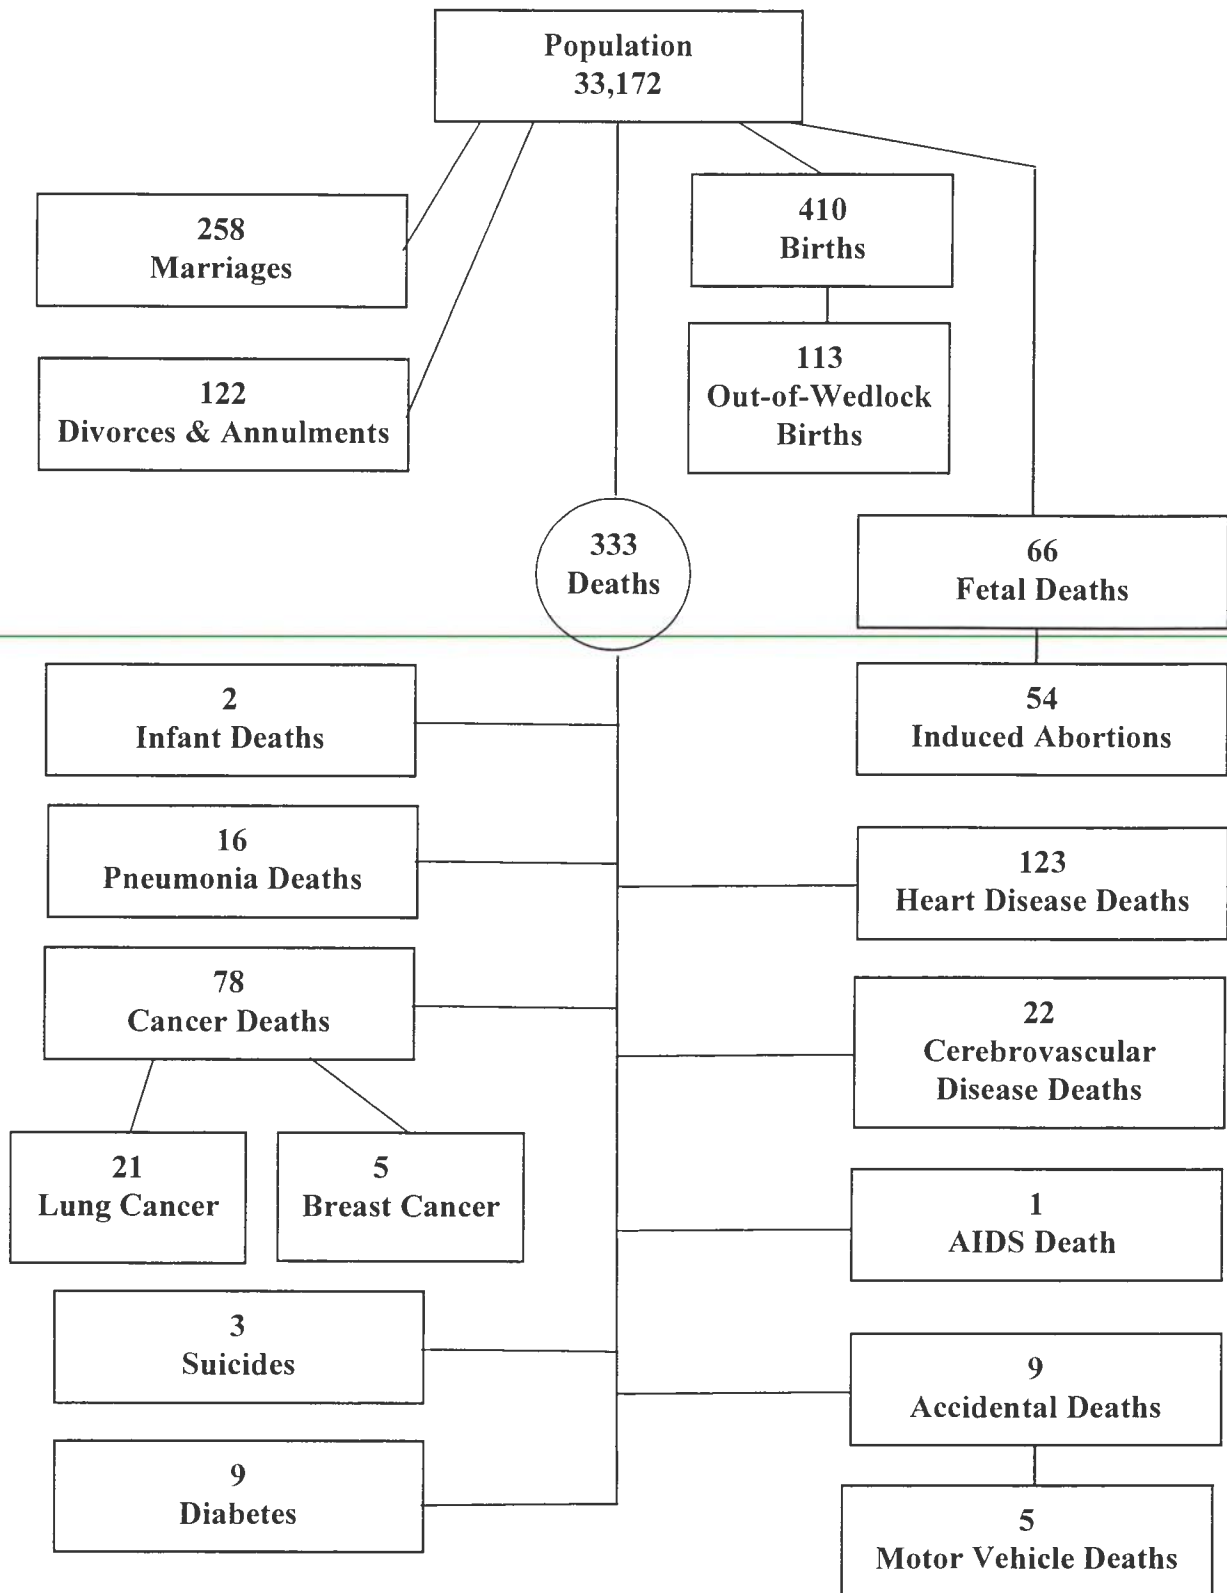 Population
33,172
258
Marriages
410
Births
122
Divorces & Annulments
113
Out-of-Wedlock
Births
333
Deaths
66
Fetal Deaths
2
Infant Deaths
54
Induced Abortions
16
Pneumonia Deaths
123
Heart Disease Deaths
78
Cancer Deaths
22
Cerebrovascular
Disease Deaths
21
Lung Cancer
5
Breast Cancer
1
AIDS Death
3
Suicides
9
Accidental Deaths
9
Diabetes
5
Motor Vehicle Deaths